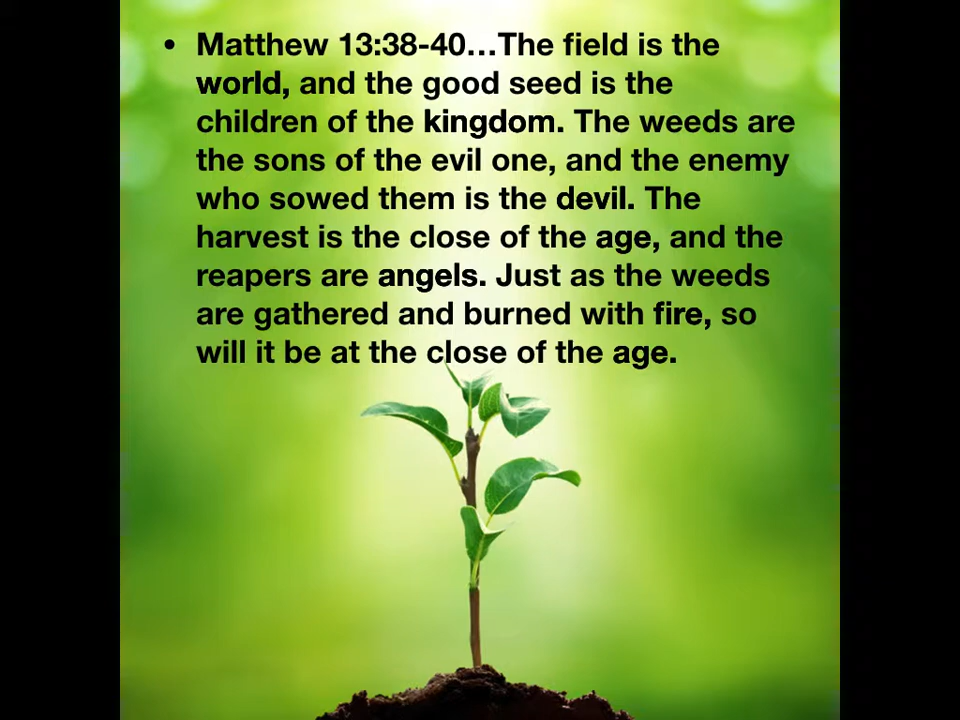 • Matthew 13:38-40…The field is the
world, and the good seed is the
children of the kingdom. The weeds are
the sons of the evil one, and the enemy
who sowed them is the devil. The
harvest is the close of the age, and the
reapers are angels. Just as the weeds
are gathered and burned with fire, so
will it be at the close of the age.